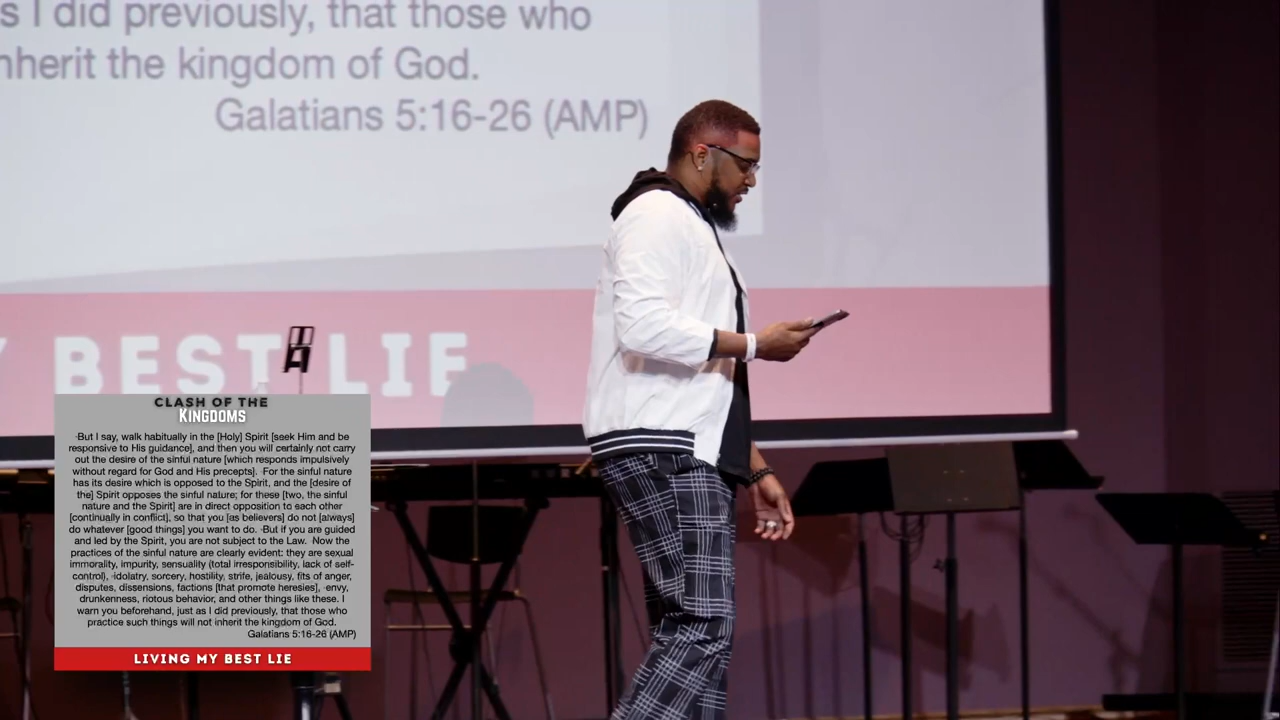 s I did previously, that those who
nherit the kingdom of God.
Galatians 5:16-26 (AMP)
BEST LIE
CLASH OF THE
KINGDOMS
But I say, walk habitually in the [Holy] Spirit [seek Him and be
responsive to His guidance], and then you will certainly not carry
out the desire of the sinful nature [which responds impulsively
without regard for God and His precepts]. For the sinful nature
has its desire which is opposed to the Spirit, and the [desire of
the] Spirit opposes the sinful nature; for these [two, the sinful
nature and the Spirit] are in direct opposition to each other
[continually in conflict], so that you [as believers] do not [always]
do whatever [good things] you want to do. But if you are guided
and led by the Spirit, you are not subject to the Law. Now the
practices of the sinful nature are clearly evident: they are sexual
immorality, impurity, sensuality (total irresponsibility, lack of self-
control), idolatry, sorcery, hostility, strife, jealousy, fits of anger,
disputes, dissensions, factions [that promote heresies], envy,
drunkenness, riotous behavior, and other things like these. I
warn you beforehand, just as I did previously, that those who
practice such things will not inherit the kingdom of God.
Galatians 5:16-26 (AMP)
LIVING MY BEST LIE